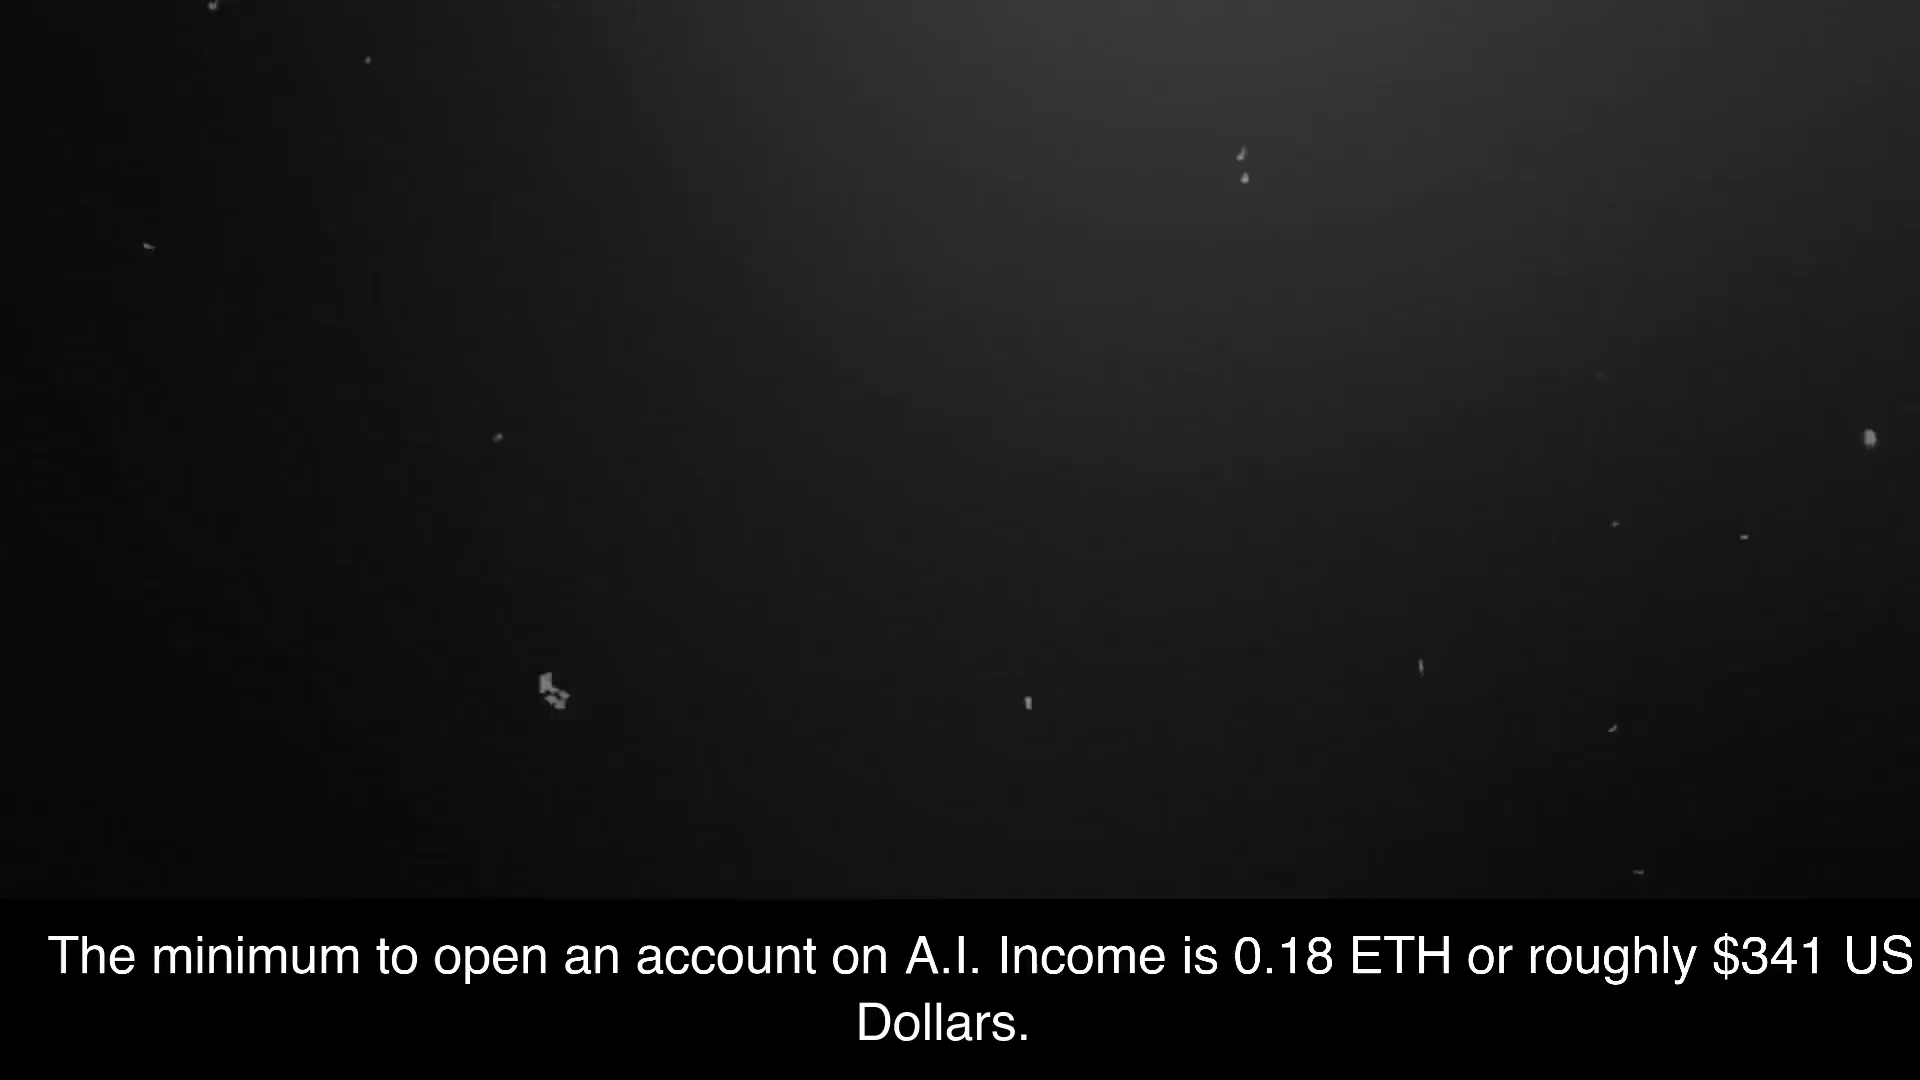 The minimum to open an account on A.I. Income is 0.18 ETH or roughly $341 US
Dollars.